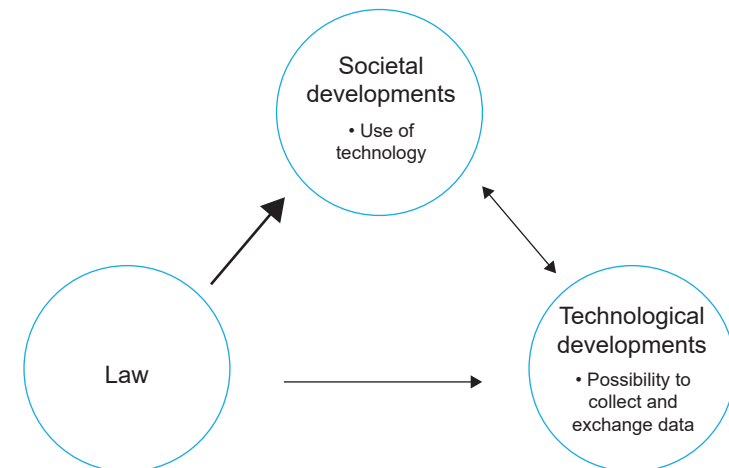 Societal
developments
• Use of
technology
Law
Technological
developments
• Possibility to
collect and
exchange data